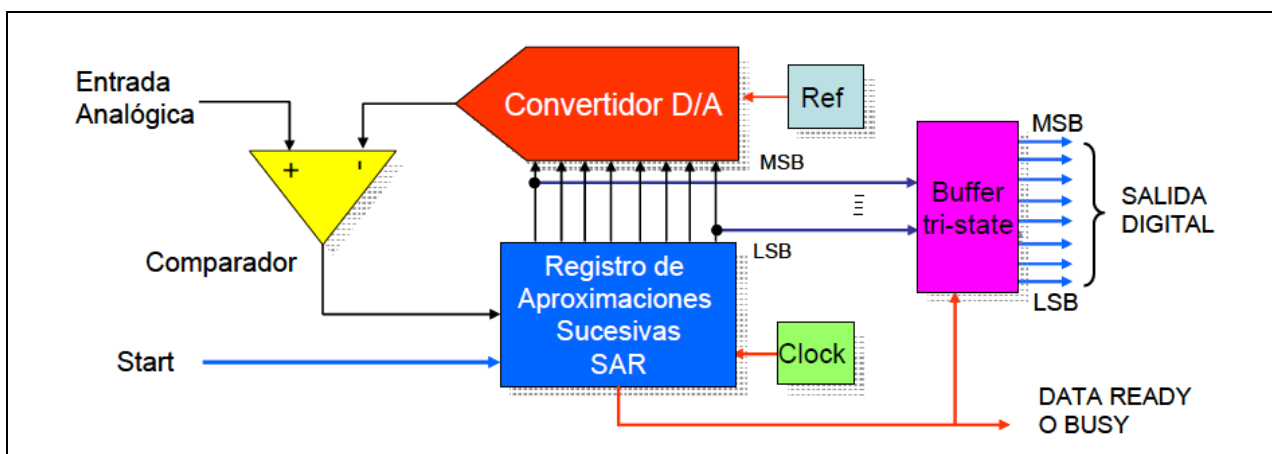 Entrada
Analógica
Convertidor D/A
Ref
+
-
MSB
MSB
Buffer
tri-state
SALIDA
DIGITAL
Comparador
LSB
LSB
Registro de
Aproximaciones
Sucesivas
SAR
Start
Clock
DATA READY
O BUSY